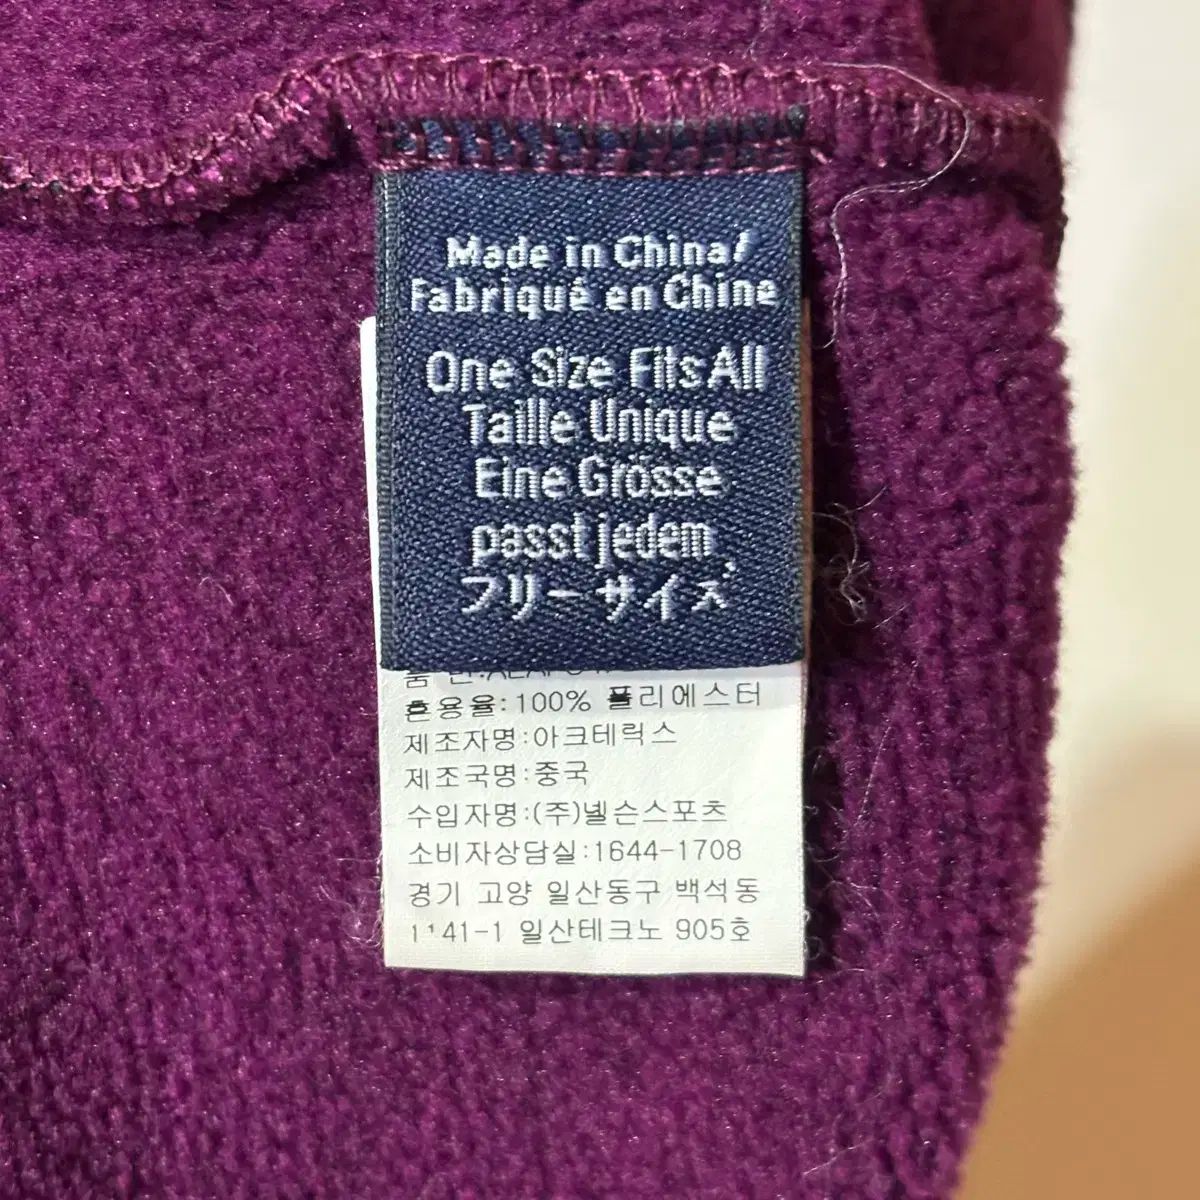 Made in China/
Fabriqué en Chine
One Size Fits All
Taille Unique
Eine Grösse
passt jedem
フリーサイズ
혼용율:100% 폴리에스터
제조자명:아크테릭스
제조국명:중국
수입자명:(주)넬슨스포츠
소비자상담실:1644-1708
경기 고양 일산동구 백석동
1141-1 일산테크노 905호